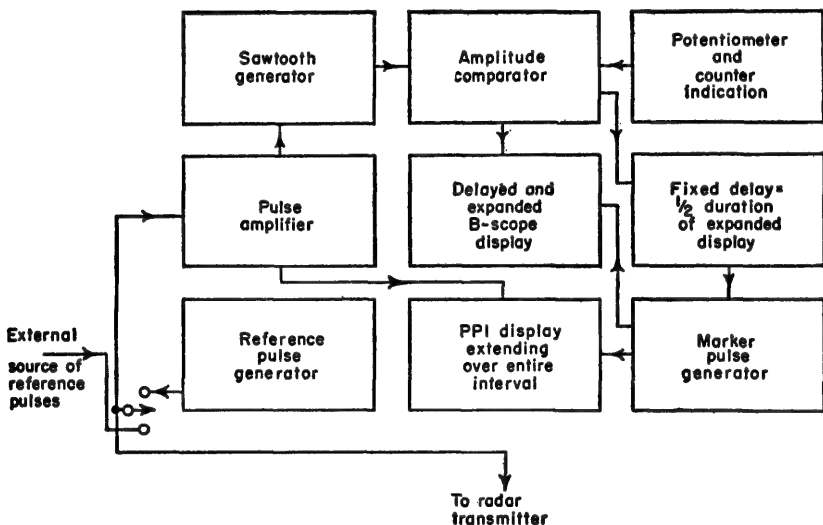 Sawtooth
generator
Amplitude
comparator
Potentiometer
and
counter
indication
Pulse
amplifier
Delayed and
expanded
B-scope
display
Fixed delay=
½ duration
of expanded
display
External
source of
reference
pulses
Reference
pulse
generator
PPI display
extending
over entire
interval
Marker
pulse
generator
To radar
transmitter